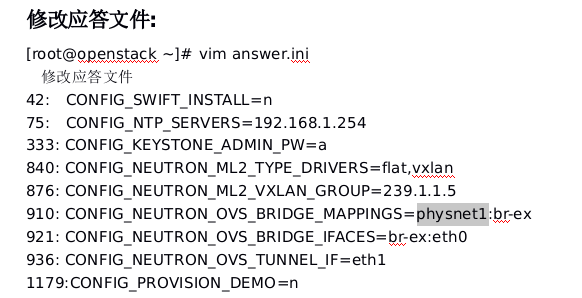 修改应答文件:
[root@openstack ~]# vim answer.ini
修改应答文件
42: CONFIG_SWIFT_INSTALL=n
75: CONFIG_NTP_SERVERS=192.168.1.254
333: CONFIG_KEYSTONE_ADMIN_PW=a
840: CONFIG_NEUTRON_ML2_TYPE_DRIVERS=flat,vxlan
876: CONFIG_NEUTRON_ML2_VXLAN_GROUP=239.1.1.5
910: CONFIG_NEUTRON_OVS_BRIDGE_MAPPINGS=physnet1:br-ex
921: CONFIG_NEUTRON_OVS_BRIDGE_IFACES=br-ex:eth0
936: CONFIG_NEUTRON_OVS_TUNNEL_IF=eth1
1179:CONFIG_PROVISION_DEMO=n